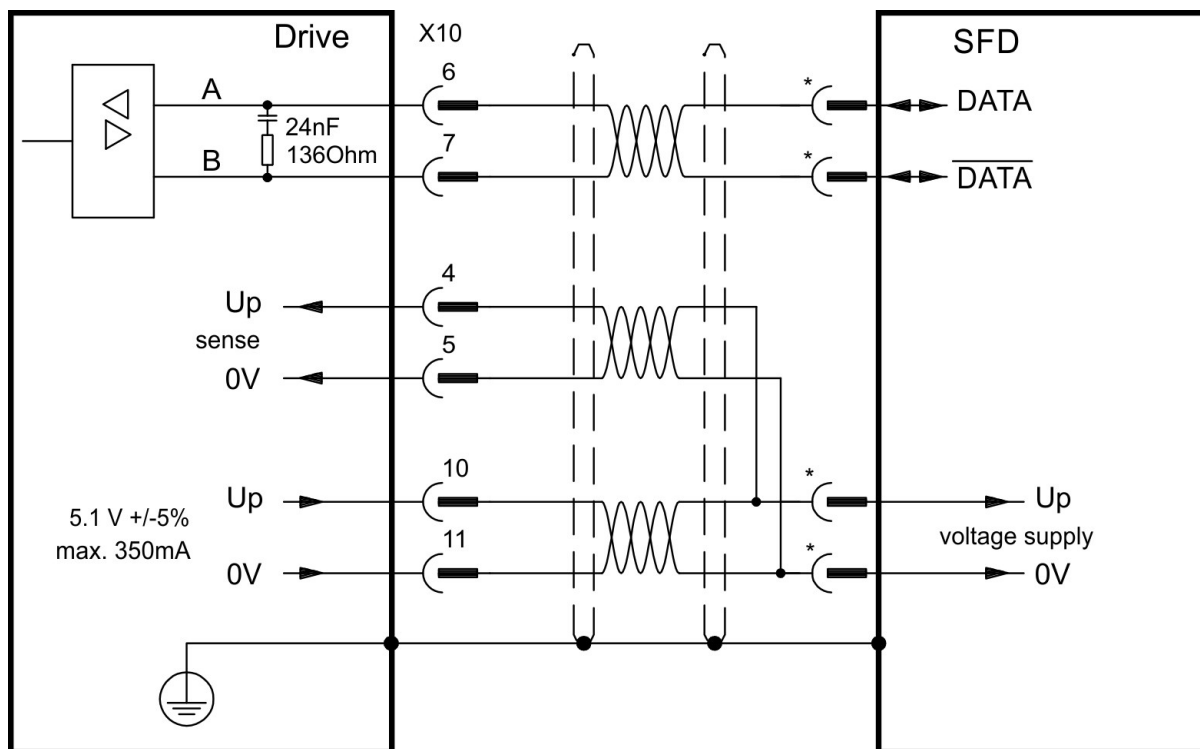 Drive
X10
SFD
6
*
A
DATA
24nF
136Ohm
7
*
B
DATA
4
Up
sense
5
0V
10
*
Up
Up
5.1 V +/-5%
max. 350mA
voltage supply
11
*
0V
0V